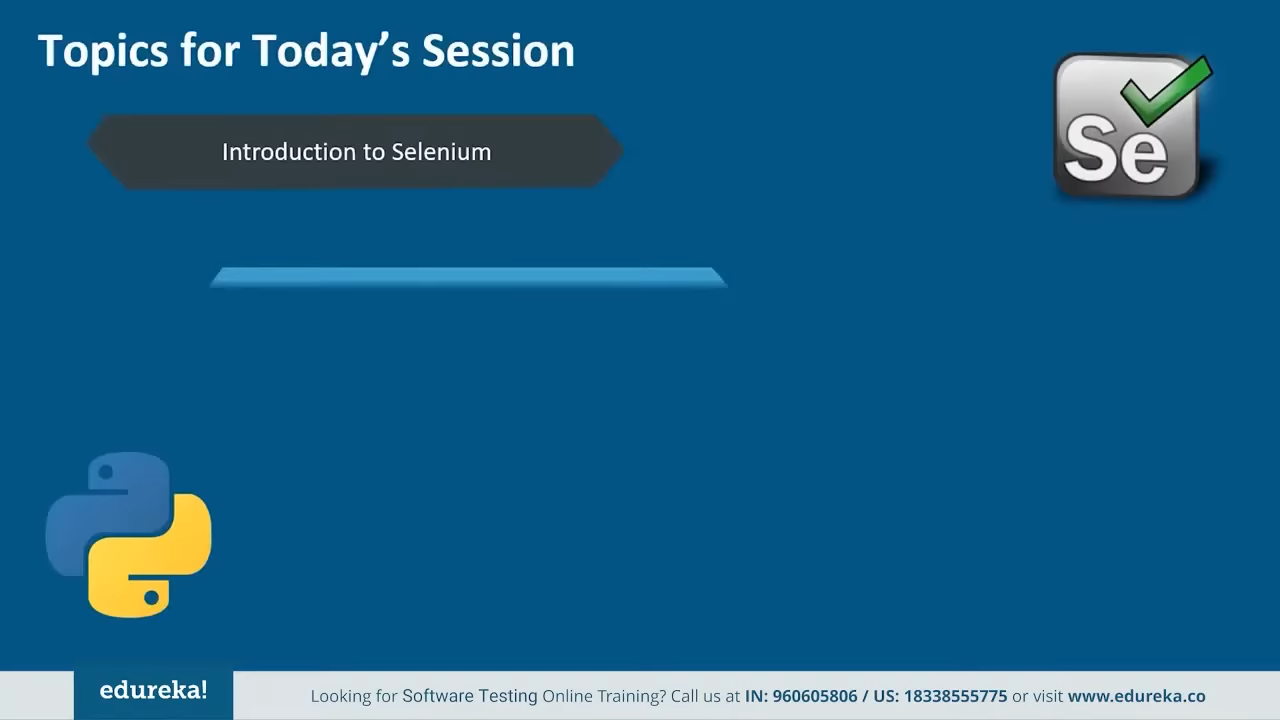 Topics for Today’s Session
Introduction to Selenium
Se
edureka!
Looking for Software Testing Online Training? Call us at IN: 960605806 / US: 18338555775 or visit www.edureka.co